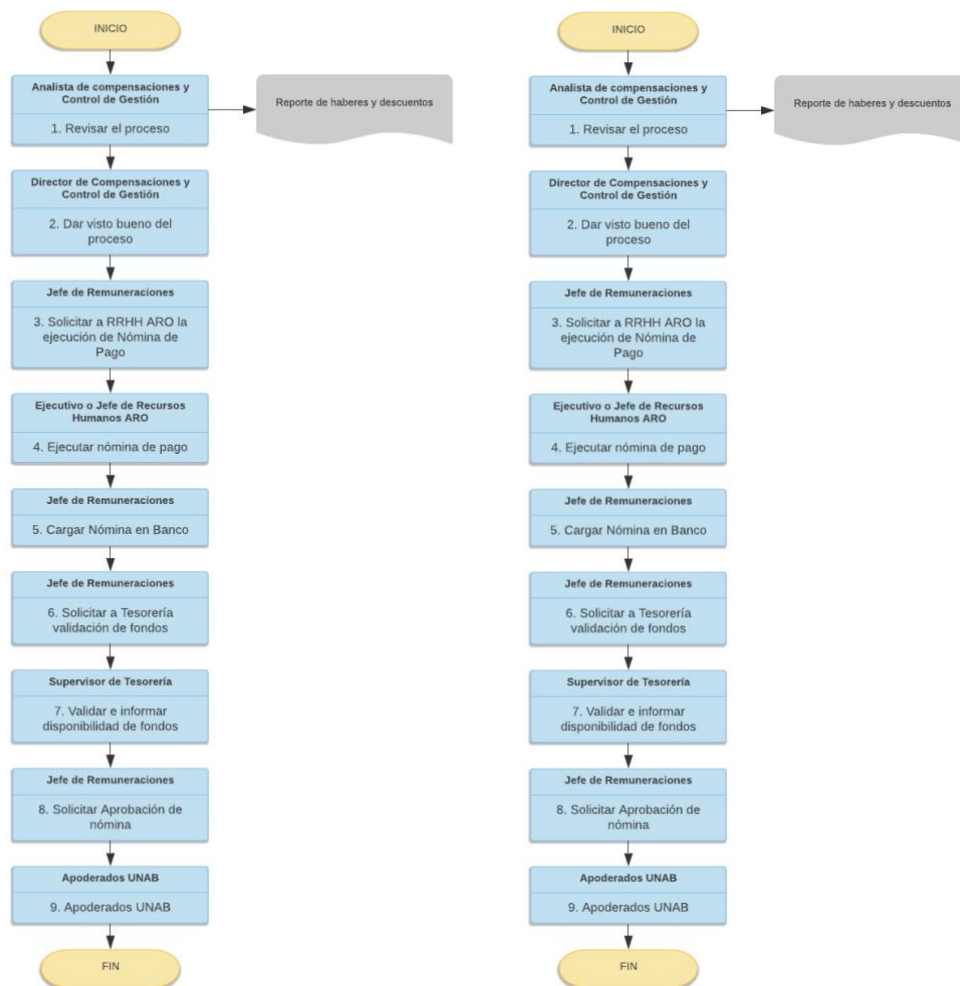 INICIO
Analista de compensaciones y
Control de Gestión
1. Revisar el proceso
Reporte de haberes y descuentos
Director de Compensaciones y
Control de Gestión
2. Dar visto bueno del
proceso
Jefe de Remuneraciones
3. Solicitar a RRHH ARO la
ejecución de Nómina de
Pago
Ejecutivo o Jefe de Recursos
Humanos ARO
4. Ejecutar nómina de pago
Jefe de Remuneraciones
5. Cargar Nómina en Banco
Jefe de Remuneraciones
6. Solicitar a Tesorería
validación de fondos
Supervisor de Tesorería
7. Validar e informar
disponibilidad de fondos
Jefe de Remuneraciones
8. Solicitar Aprobación de
nómina
Apoderados UNAB
9. Apoderados UNAB
FIN
INICIO
Analista de compensaciones y
Control de Gestión
1. Revisar el proceso
Reporte de haberes y descuentos
Director de Compensaciones y
Control de Gestión
2. Dar visto bueno del
proceso
Jefe de Remuneraciones
3. Solicitar a RRHH ARO la
ejecución de Nómina de
Pago
Ejecutivo o Jefe de Recursos
Humanos ARO
4. Ejecutar nómina de pago
Jefe de Remuneraciones
5. Cargar Nómina en Banco
Jefe de Remuneraciones
6. Solicitar a Tesorería
validación de fondos
Supervisor de Tesorería
7. Validar e informar
disponibilidad de fondos
Jefe de Remuneraciones
8. Solicitar Aprobación de
nómina
Apoderados UNAB
9. Apoderados UNAB
FIN